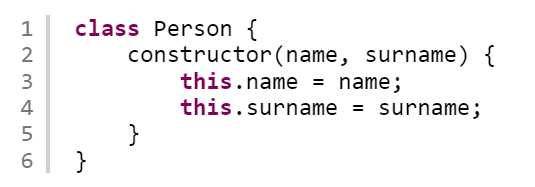 1 class Person {
2     constructor(name, surname) {
3         this.name = name;
4         this.surname = surname;
5     }
6 }